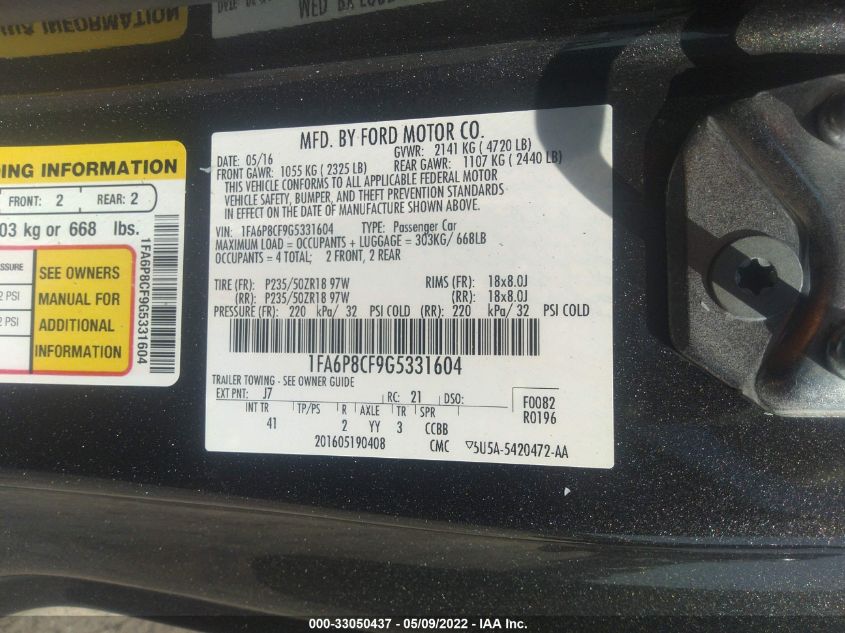 INFORMATION
MFD. BY FORD MOTOR CO.
DATE: 05/16 GVWR: 2141 KG ( 4720 LB)
FRONT GAWR: 1055 KG ( 2325 LB) REAR GAWR: 1107 KG ( 2440 LB)
THIS VEHICLE CONFORMS TO ALL APPLICABLE FEDERAL MOTOR
VEHICLE SAFETY, BUMPER, AND THEFT PREVENTION STANDARDS
IN EFFECT ON THE DATE OF MANUFACTURE SHOWN ABOVE.
VIN: 1FA6P8CF9G5331604 TYPE: Passenger Car
MAXIMUM LOAD = OCCUPANTS + LUGGAGE = 303KG/ 668LB
OCCUPANTS = 4 TOTAL; 2 FRONT, 2 REAR
TIRE (FR): P235/50ZR18 97W RIMS (FR): 18x8.0J
(RR): P235/50ZR18 97W (RR): 18x8.0J
PRESSURE (FR): 220 kPa/ 32 PSI COLD (RR): 220 kPa/ 32 PSI COLD
1FA6P8CF9G5331604
TRAILER TOWING - SEE OWNER GUIDE
EXT PNT: J7 RC: 21 DSO: F0082
R0196
INT TR TP/PS R AXLE TR SPR
41 2 YY 3 CCBB
201605190408 CMC 5U5A-5420472-AA
DING INFORMATION
FRONT: 2 REAR: 2
03 kg or 668 lbs.
SSURE
2 PSI
2 PSI
SEE OWNERS
MANUAL FOR
ADDITIONAL
INFORMATION
1FA6P8CF9G5331604
000-33050437 - 05/09/2022 - IAA Inc.